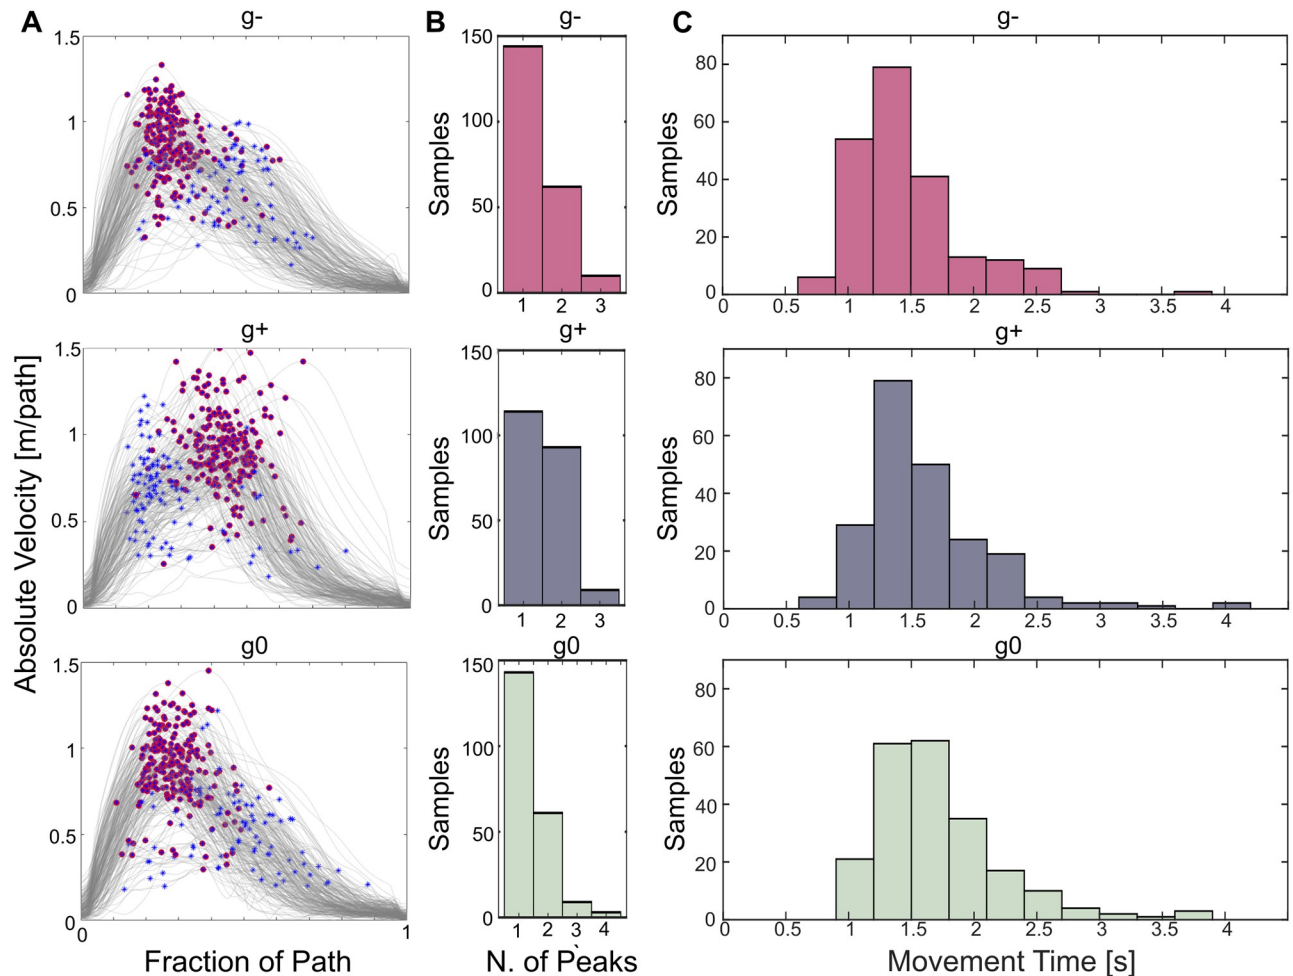 A
g-
B
g-
C
g-
1.5
1
0.5
0
150
100
50
0
Samples
1 2 3
80
60
40
20
0
Samples
0 0.5 1 1.5 2 2.5 3 3.5 4
g+
g+
g+
Absolute Velocity [m/path]
1.5
1
0.5
0
150
100
50
0
Samples
1 2 3
80
60
40
20
0
Samples
0 0.5 1 1.5 2 2.5 3 3.5 4
g0
g0
g0
1.5
1
0.5
0
0 1
Fraction of Path
150
100
50
0
Samples
1 2 3 4
N. of Peaks
80
60
40
20
0
Samples
0 0.5 1 1.5 2 2.5 3 3.5 4
Movement Time [s]